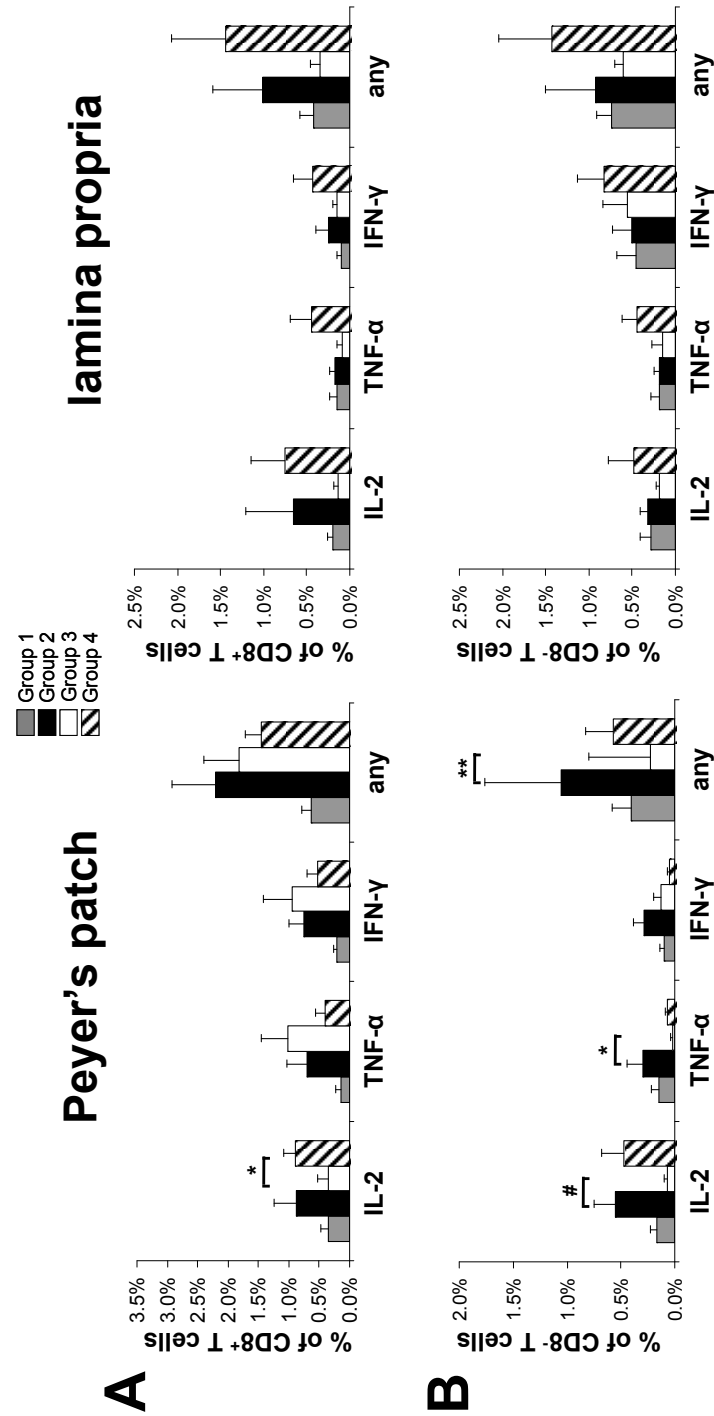 Peyer's patch
lamina propria
Group 1
Group 2
Group 3
Group 4
A
% of CD8⁺ T cells
3.5%
3.0%
2.5%
2.0%
1.5%
1.0%
0.5%
0.0%
*
IL-2
TNF-α
IFN-γ
any
% of CD8⁺ T cells
2.5%
2.0%
1.5%
1.0%
0.5%
0.0%
IL-2
TNF-α
IFN-γ
any
B
% of CD8⁻ T cells
2.0%
1.5%
1.0%
0.5%
0.0%
#
*
**
IL-2
TNF-α
IFN-γ
any
% of CD8⁻ T cells
2.5%
2.0%
1.5%
1.0%
0.5%
0.0%
IL-2
TNF-α
IFN-γ
any